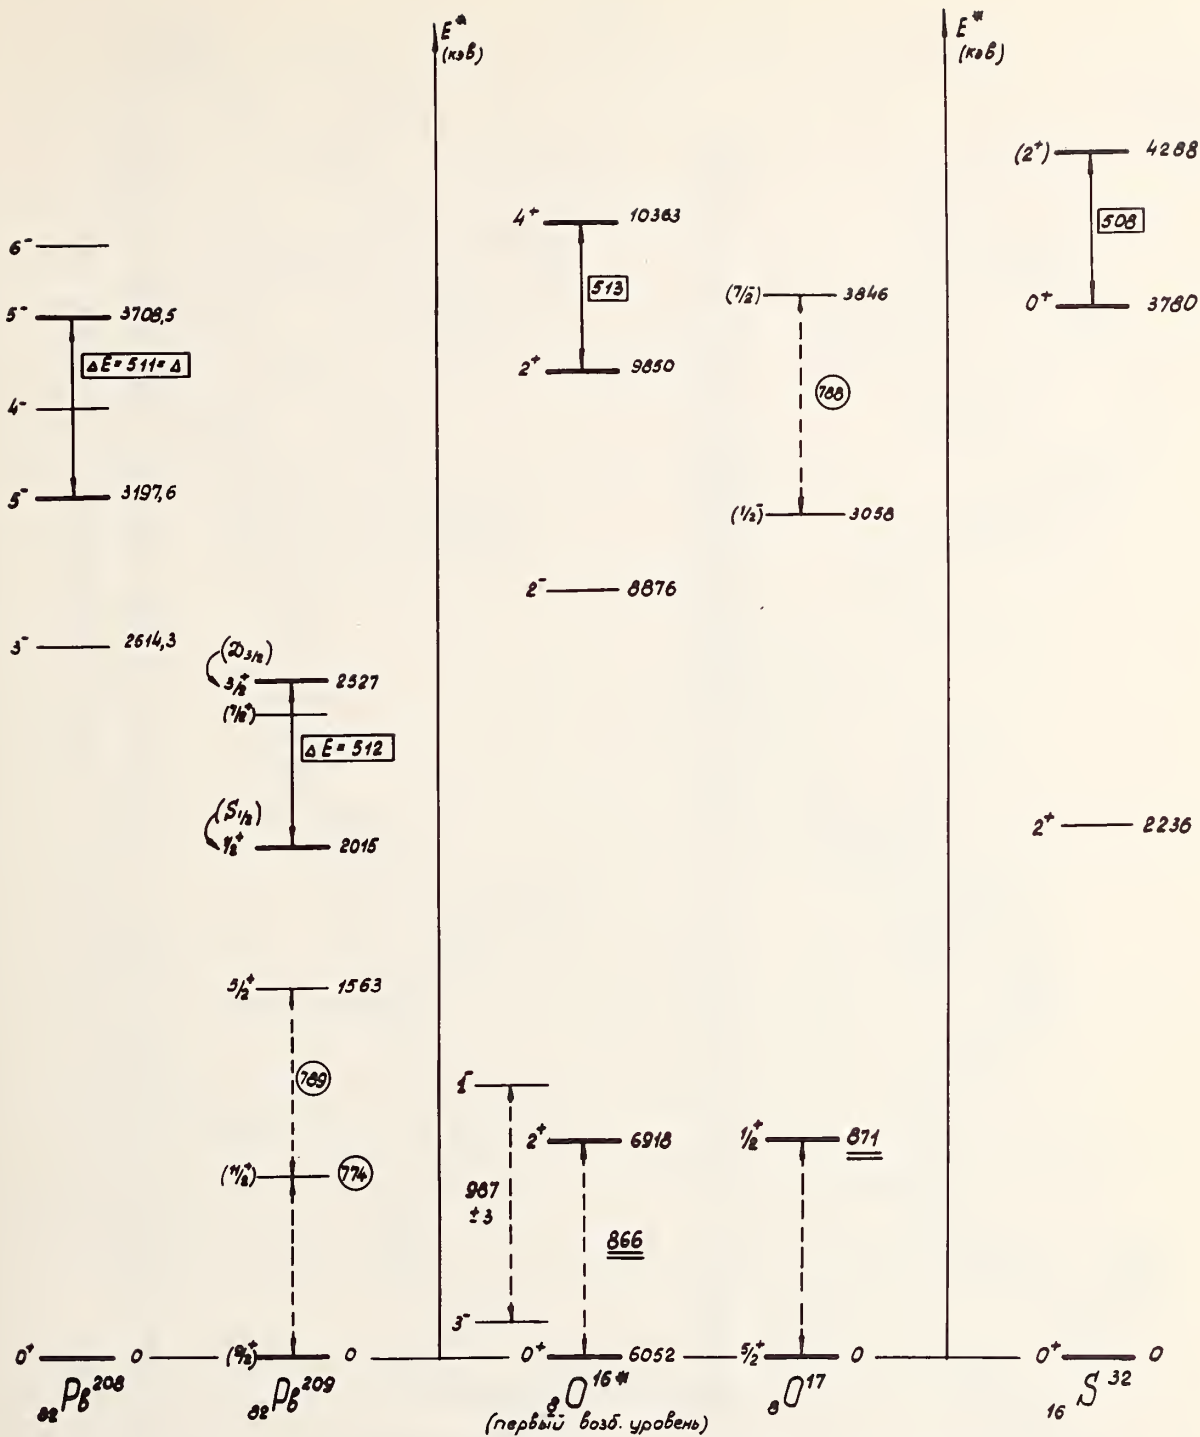 E*
(кэв)
E*
(кэв)
(2⁺) 4288
508
0⁺ 3780
2⁺ 2236
0⁺ 0
₁₆S³²
6⁻
5⁻ 3708,5
ΔE = 511 = Δ
4⁻
5⁻ 3197,6
3⁻ 2614,3
0⁺ 0
₈₂Pb²⁰⁸
(D₃/₂)
3/2⁺ 2527
(7/2⁺)
ΔE = 512
(S₁/₂)
1/2⁺ 2015
5/2⁺ 1563
789
(11/2⁺) 774
(9/2)⁺ 0
₈₂Pb²⁰⁹
4⁺ 10363
513
2⁺ 9850
2⁻ 8876
1⁻
2⁺ 6918
987
±3
866
3⁻
0⁺ 6052
₈O¹⁶*
(первый возб. уровень)
(7/2⁻) 3846
788
(1/2⁻) 3058
1/2⁺ 871
5/2⁺ 0
₈O¹⁷